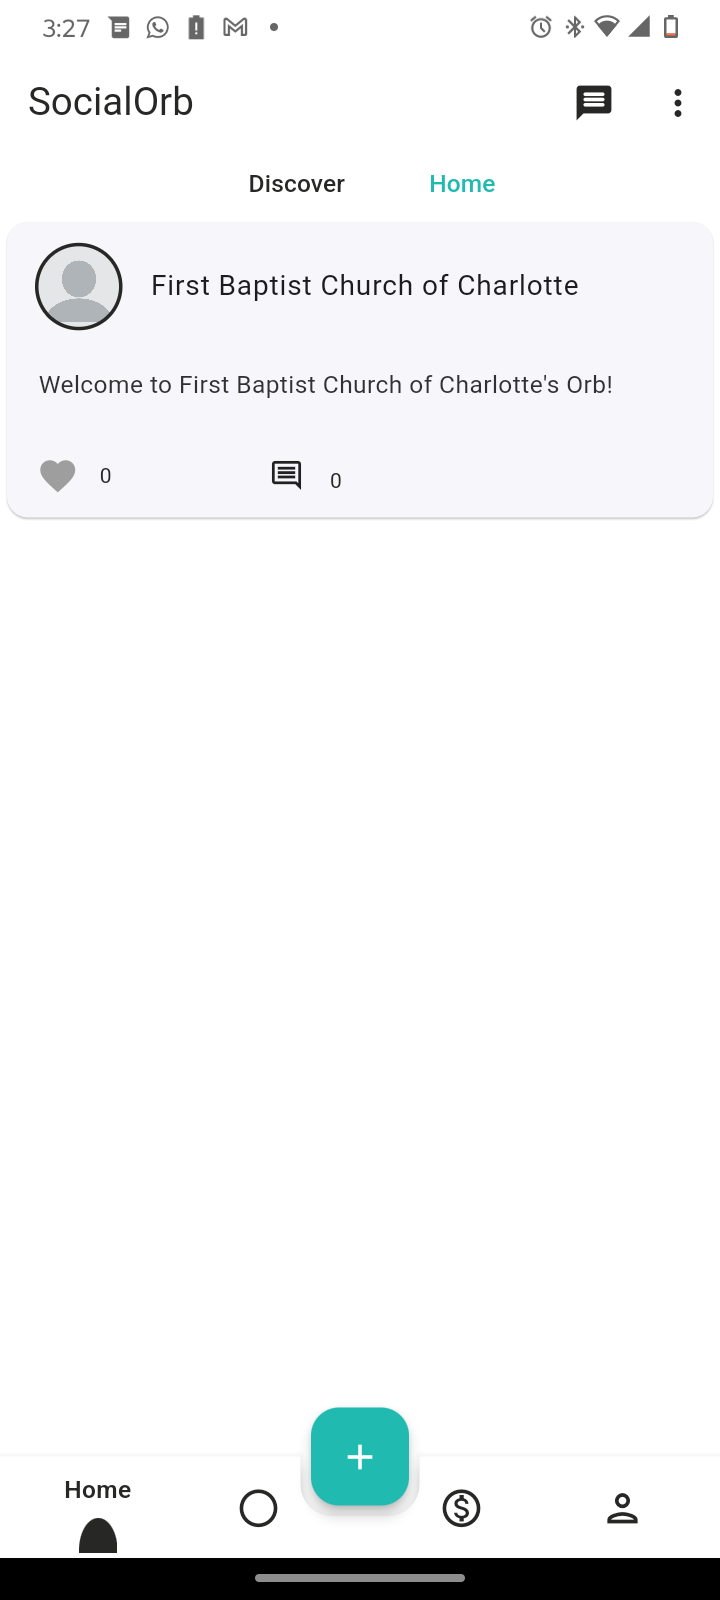 3:27
SocialOrb
Discover Home
First Baptist Church of Charlotte
Welcome to First Baptist Church of Charlotte's Orb!
0 0
Home